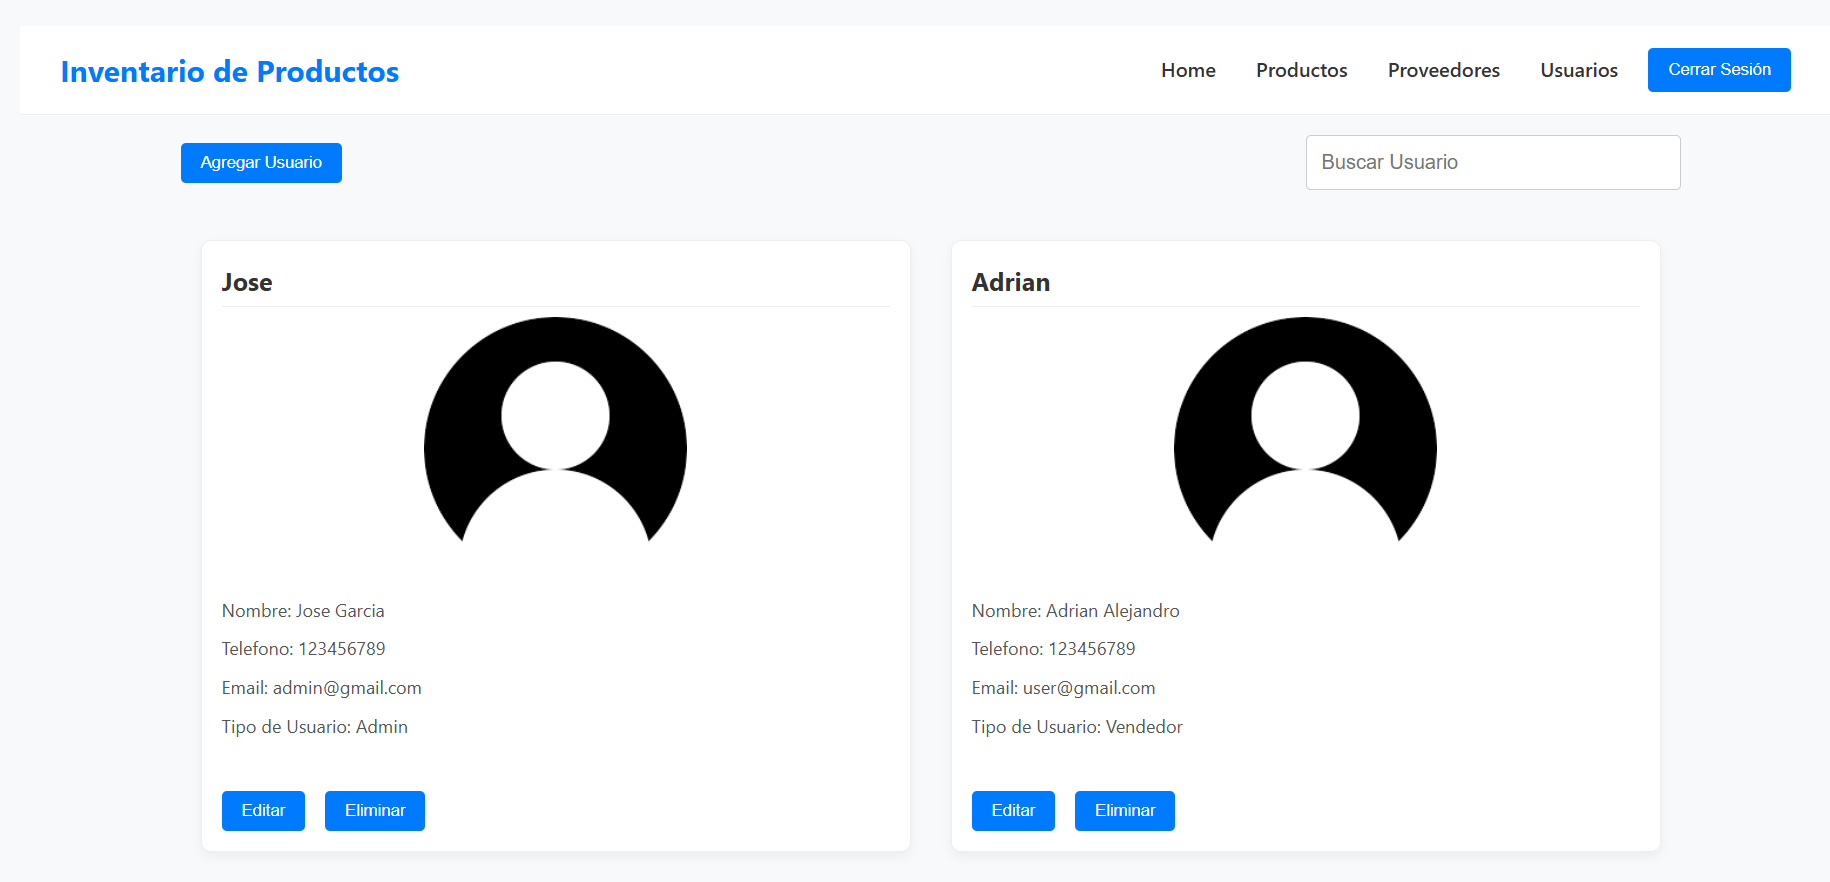 Inventario de Productos
Home Productos Proveedores Usuarios Cerrar Sesión
Agregar Usuario
Buscar Usuario
Jose
Nombre: Jose Garcia
Telefono: 123456789
Email: admin@gmail.com
Tipo de Usuario: Admin
Editar Eliminar
Adrian
Nombre: Adrian Alejandro
Telefono: 123456789
Email: user@gmail.com
Tipo de Usuario: Vendedor
Editar Eliminar